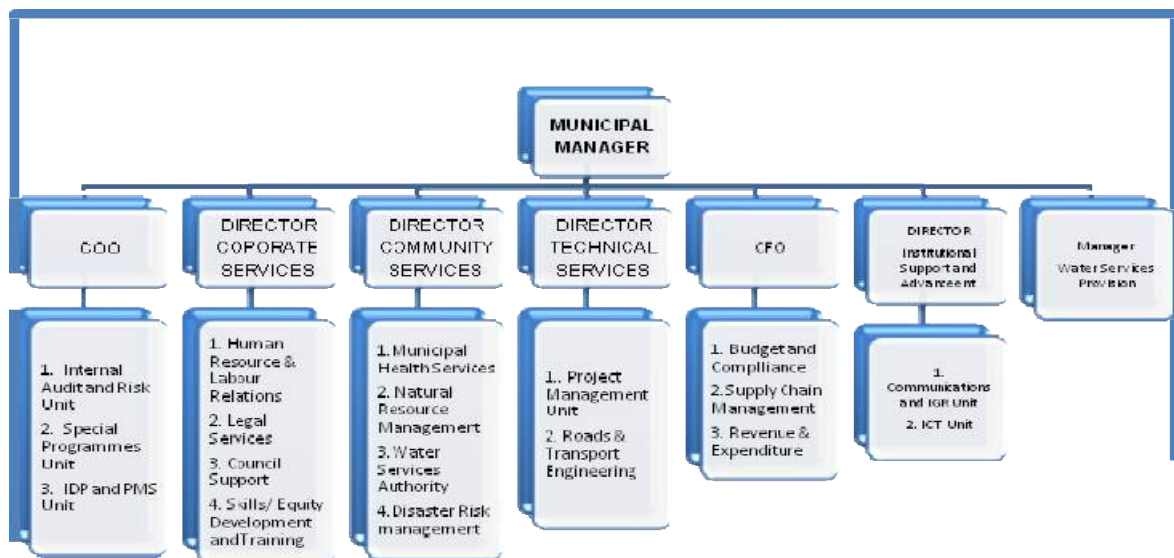 MUNICIPAL
MANAGER
COO
DIRECTOR
COPORATE
SERVICES
DIRECTOR
COMMUNITY
SERVICES
DIRECTOR
TECHNICAL
SERVICES
CFO
DIRECTOR
Institutional
Support and
Advanceent
Manager
Water Services
Provision
1. Internal
Audit and Risk
Unit
2. Special
Programmes
Unit
3. IDP and PMS
Unit
1. Human
Resource &
Labour
Relations
2. Legal
Services
3. Council
Support
4. Skills/ Equity
Development
and Training
1. Municipal
Health Services
2. Natural
Resource
Management
3. Water
Services
Authority
4. Disaster Risk
management
1.. Project
Management
Unit
2. Roads &
Transport
Engineering
1. Budget and
Complliance
2.Supply Chain
Management
3. Revenue &
Expenditure
1.
Communications
and IGR Unit
2. ICT Unit